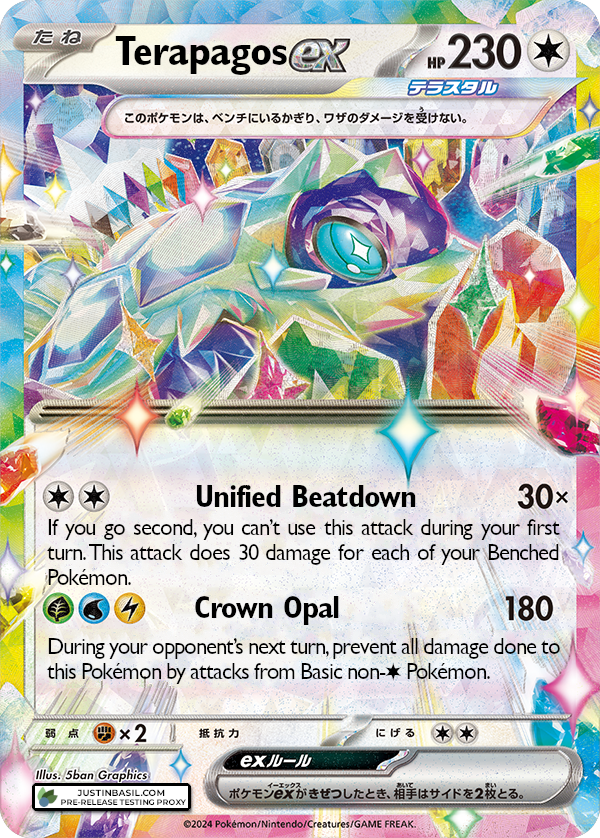 たね Terapagos ex HP 230
テラスタル
このポケモンは、ベンチにいるかぎり、ワザのダメージを受けない。
Unified Beatdown 30×
If you go second, you can't use this attack during your first
turn. This attack does 30 damage for each of your Benched
Pokémon.
Crown Opal 180
During your opponent's next turn, prevent all damage done to
this Pokémon by attacks from Basic non- Pokémon.
弱点 ×2 抵抗力 にげる
Illus. 5ban Graphics
JUSTINBASIL.COM
PRE-RELEASE TESTING PROXY
exルール
ポケモンexがきぜつしたとき、相手はサイドを2枚とる。
©2024 Pokémon/Nintendo/Creatures/GAME FREAK.